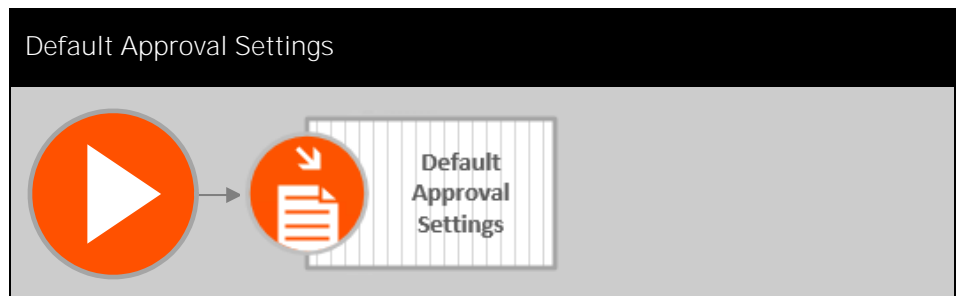 Default Approval Settings
Default
Approval
Settings